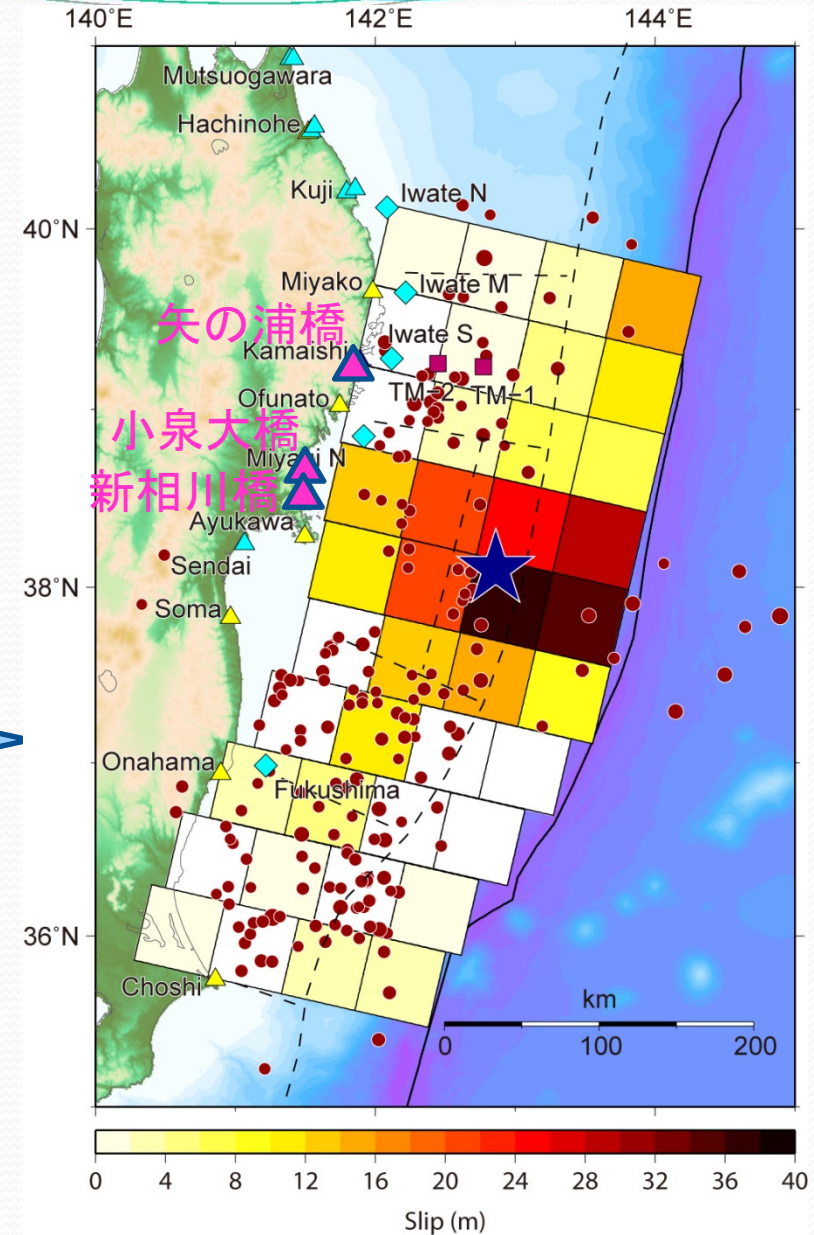 140°E
142°E
144°E
Mutsuogawara
Hachinohe
Kuji
Iwate N
40°N
Miyako
Iwate M
矢の浦橋
Iwate S
Kamaishi
TM-2
TM-1
Ofunato
小泉大橋
Miyagi N
新相川橋
Ayukawa
Sendai
38°N
Soma
Onahama
Fukushima
36°N
Choshi
km
0 100 200
0 4 8 12 16 20 24 28 32 36 40
Slip (m)